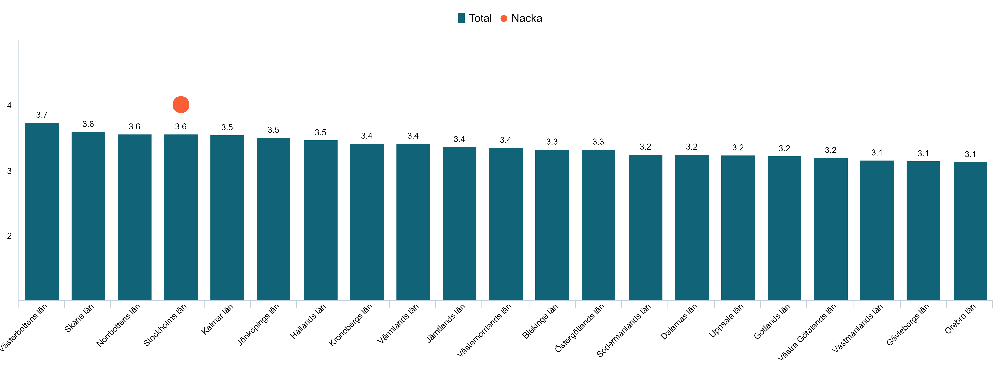 Total Nacka
4
3
2
3.7 3.6 3.6 3.6 3.5 3.5 3.5 3.4 3.4 3.4 3.4 3.3 3.3 3.2 3.2 3.2 3.2 3.2 3.1 3.1 3.1
Västerbottens län
Skåne län
Norrbottens län
Stockholms län
Kalmar län
Jönköpings län
Hallands län
Kronobergs län
Värmlands län
Jämtlands län
Västernorrlands län
Blekinge län
Östergötlands län
Södermanlands län
Dalarnas län
Uppsala län
Gotlands län
Västra Götalands län
Västmanlands län
Gävleborgs län
Örebro län